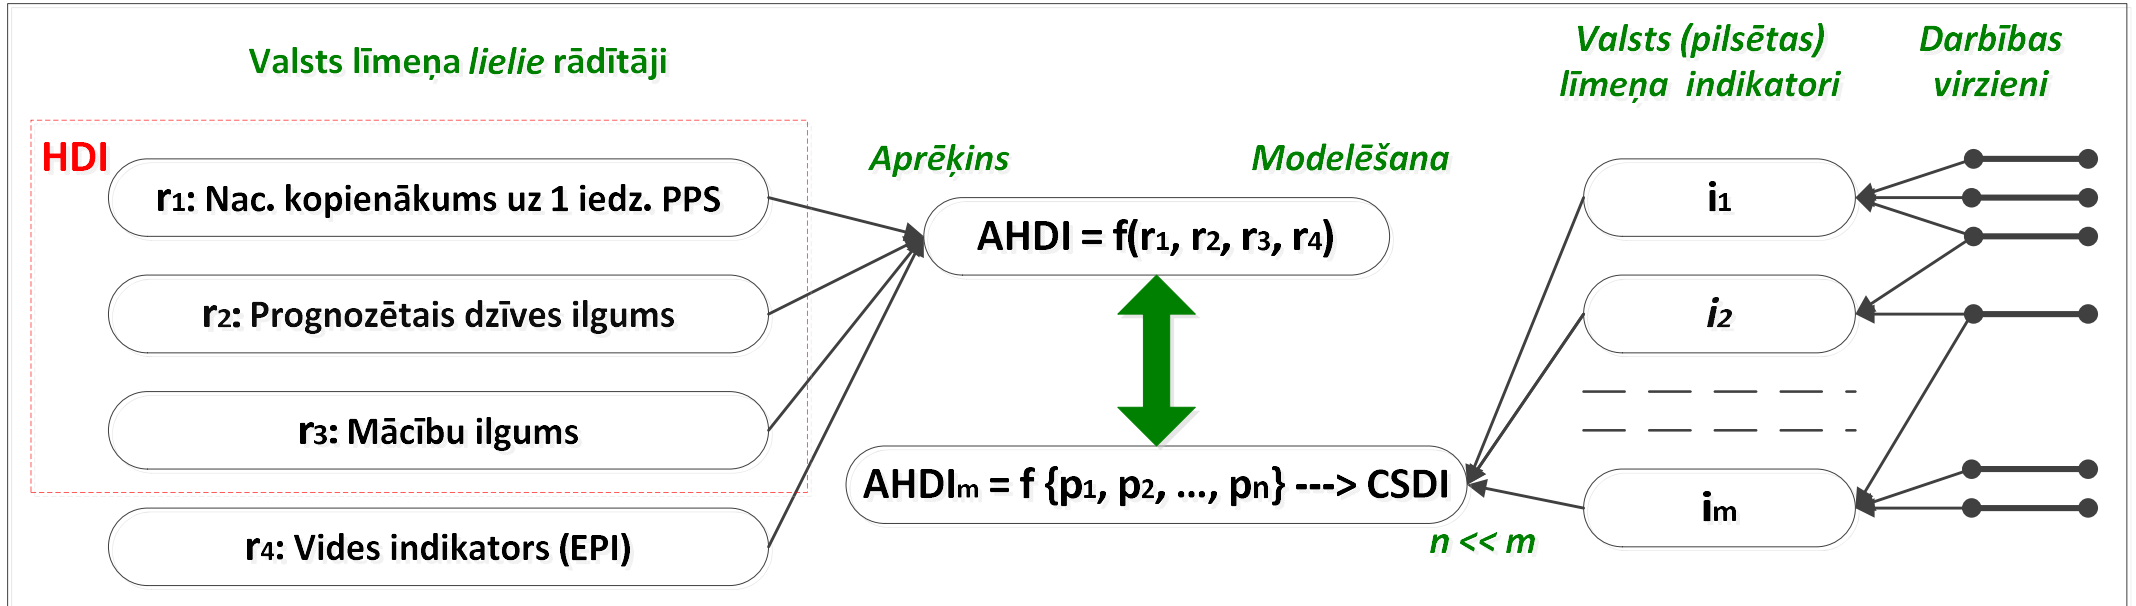 Valsts līmeņa lielie rādītāji
HDI
r1: Nac. kopienākums uz 1 iedz. PPS
r2: Prognozētais dzīves ilgums
r3: Mācību ilgums
r4: Vides indikators (EPI)
Aprēķins
Modelēšana
AHDI = f(r1, r2, r3, r4)
AHDIm = f {p1, p2, ..., pn} ---> CSDI
n << m
Valsts (pilsētas)
līmeņa indikatori
i1
i2
im
Darbības
virzieni